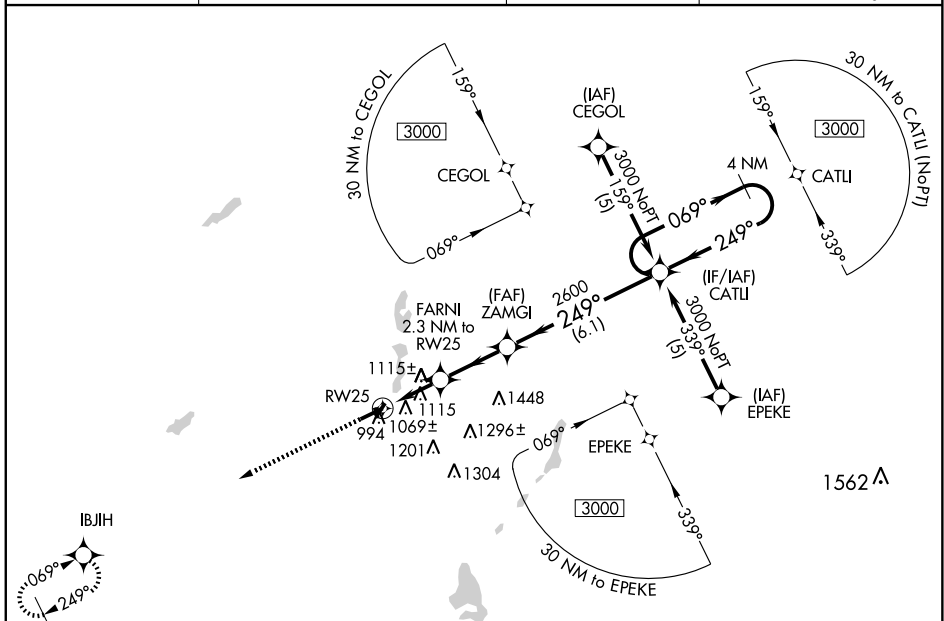 30 NM to CEGOL
159°
3000
CEGOL
069°
(IAF)
CEGOL
3000 NoPT
159°
(5)
4 NM
069°
249°
30 NM to CATLI (NoPT)
159°
3000
CATLI
339°
(IF/IAF)
CATLI
2600
249°
(6.1)
(FAF)
ZAMGI
FARNI
2.3 NM to
RW25
3000 NoPT
339°
(5)
(IAF)
EPEKE
1115±
RW25
1115
1069±
994
1201
1448
1296±
1304
069°
EPEKE
339°
3000
30 NM to EPEKE
1562
IBJIH
069°
249°